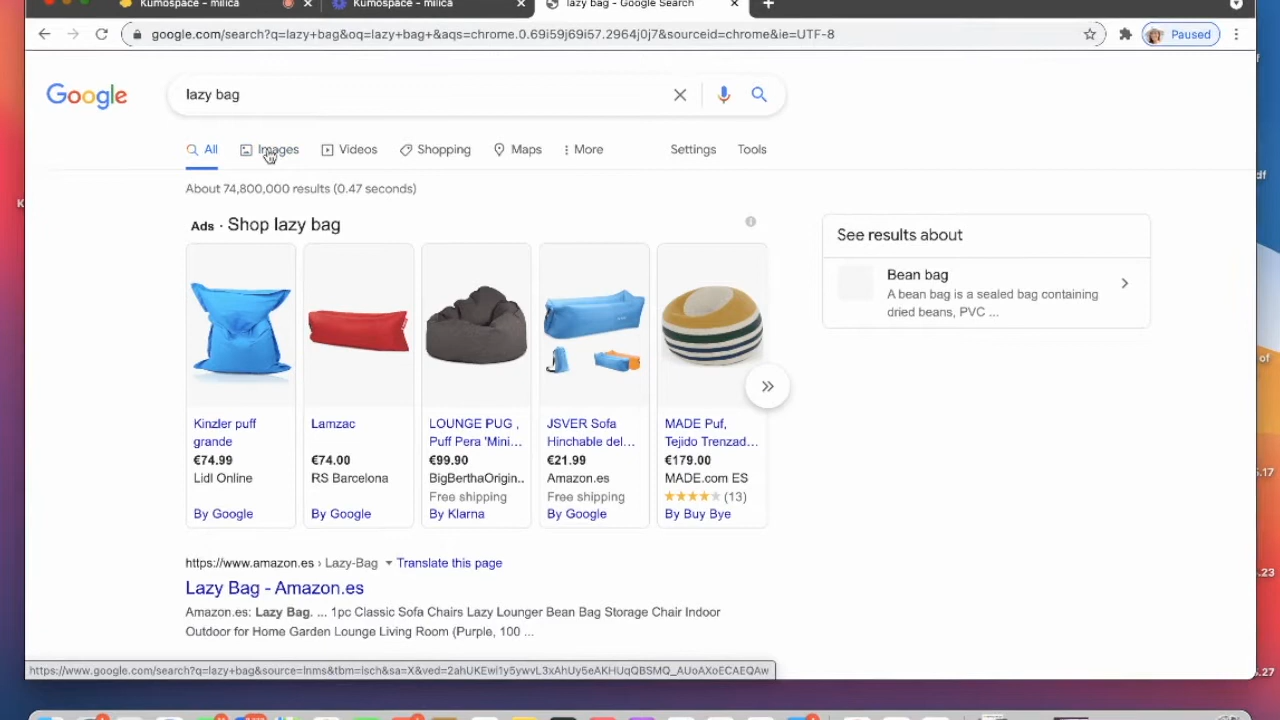 Kumospace - milica
Kumospace - milica
lazy bag - Google Search
google.com/search?q=lazy+bag&oq=lazy+bag+&aqs=chrome.0.69i59j69i57.2964j0j7&sourceid=chrome&ie=UTF-8
Paused
Google
lazy bag
All
Images
Videos
Shopping
Maps
More
Settings
Tools
About 74,800,000 results (0.47 seconds)
Ads · Shop lazy bag
Kinzler puff
grande
€74.99
Lidl Online
By Google
Lamzac
€74.00
RS Barcelona
By Google
LOUNGE PUG ,
Puff Pera 'Mini...
€99.90
BigBerthaOrigin..
Free shipping
By Klarna
JSVER Sofa
Hinchable del...
€21.99
Amazon.es
Free shipping
By Google
MADE Puf,
Tejido Trenzad...
€179.00
MADE.com ES
(13)
By Buy Bye
See results about
Bean bag
A bean bag is a sealed bag containing
dried beans, PVC ...
https://www.amazon.es › Lazy-Bag
Translate this page
Lazy Bag - Amazon.es
Amazon.es: Lazy Bag. ... 1pc Classic Sofa Chairs Lazy Lounger Bean Bag Storage Chair Indoor
Outdoor for Home Garden Lounge Living Room (Purple, 100 ...
K
df
of
5.17
.23
.27